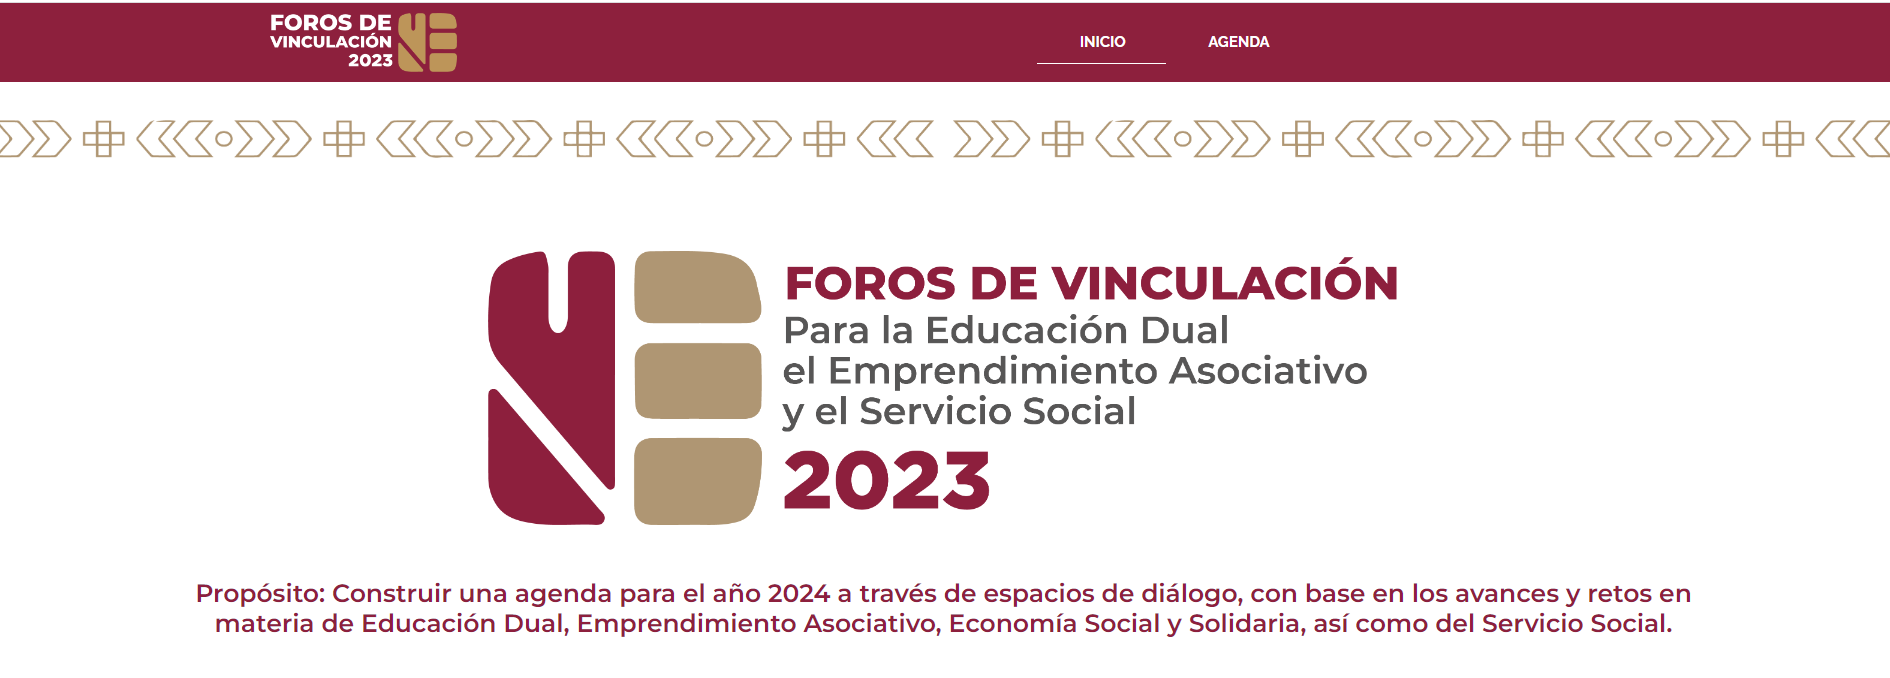 FOROS DE
VINCULACIÓN
2023
INICIO
AGENDA
FOROS DE VINCULACIÓN
Para la Educación Dual
el Emprendimiento Asociativo
y el Servicio Social
2023
Propósito: Construir una agenda para el año 2024 a través de espacios de diálogo, con base en los avances y retos en
materia de Educación Dual, Emprendimiento Asociativo, Economía Social y Solidaria, así como del Servicio Social.